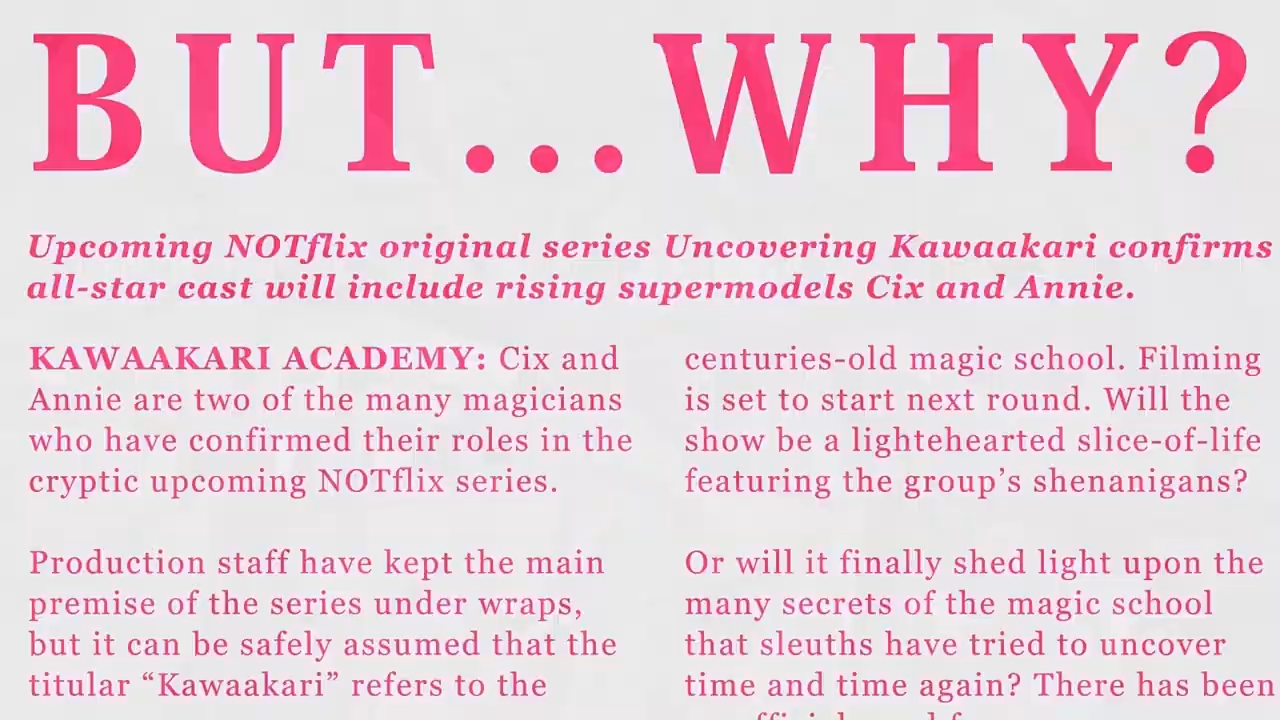 BUT...WHY?
Upcoming NOTflix original series Uncovering Kawaakari confirms
all-star cast will include rising supermodels Cix and Annie.
KAWAAKARI ACADEMY: Cix and
Annie are two of the many magicians
who have confirmed their roles in the
cryptic upcoming NOTflix series.
Production staff have kept the main
premise of the series under wraps,
but it can be safely assumed that the
titular “Kawaakari” refers to the
centuries-old magic school. Filming
is set to start next round. Will the
show be a lightehearted slice-of-life
featuring the group’s shenanigans?
Or will it finally shed light upon the
many secrets of the magic school
that sleuths have tried to uncover
time and time again? There has been